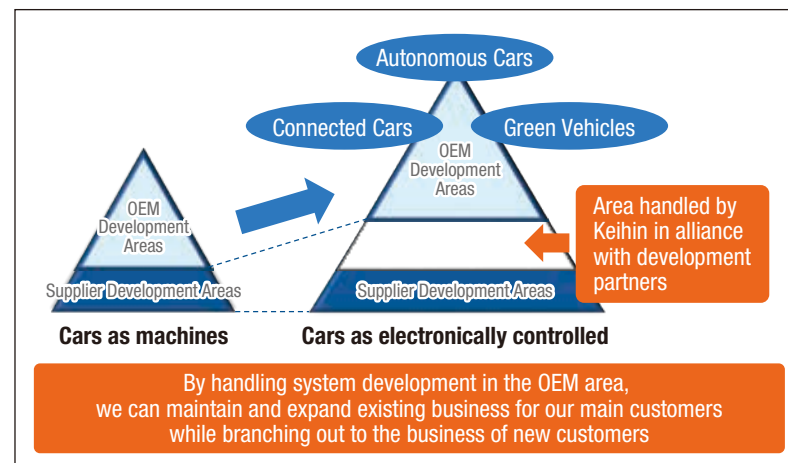 Autonomous Cars
Connected Cars
Green Vehicles
OEM
Development
Areas
OEM
Development
Areas
Area handled by
Keihin in alliance
with development
partners
Supplier Development Areas
Supplier Development Areas
Cars as machines
Cars as electronically controlled
By handling system development in the OEM area,
we can maintain and expand existing business for our main customers
while branching out to the business of new customers